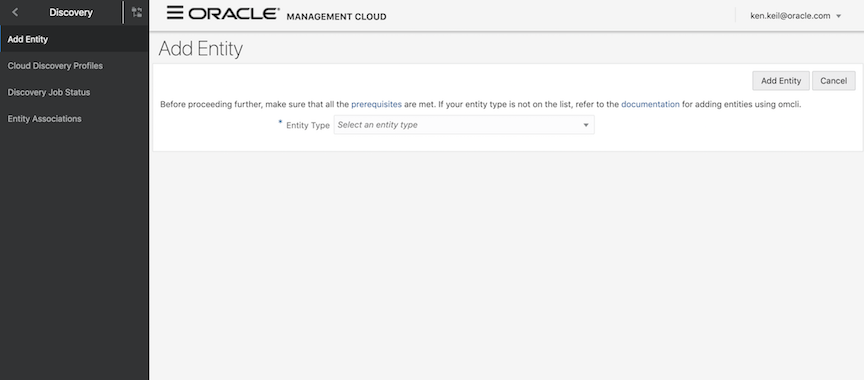 Discovery
Add Entity
Cloud Discovery Profiles
Discovery Job Status
Entity Associations
ORACLE MANAGEMENT CLOUD
ken.keil@oracle.com
Add Entity
Add Entity Cancel
Before proceeding further, make sure that all the prerequisites are met. If your entity type is not on the list, refer to the documentation for adding entities using omcli.
* Entity Type Select an entity type